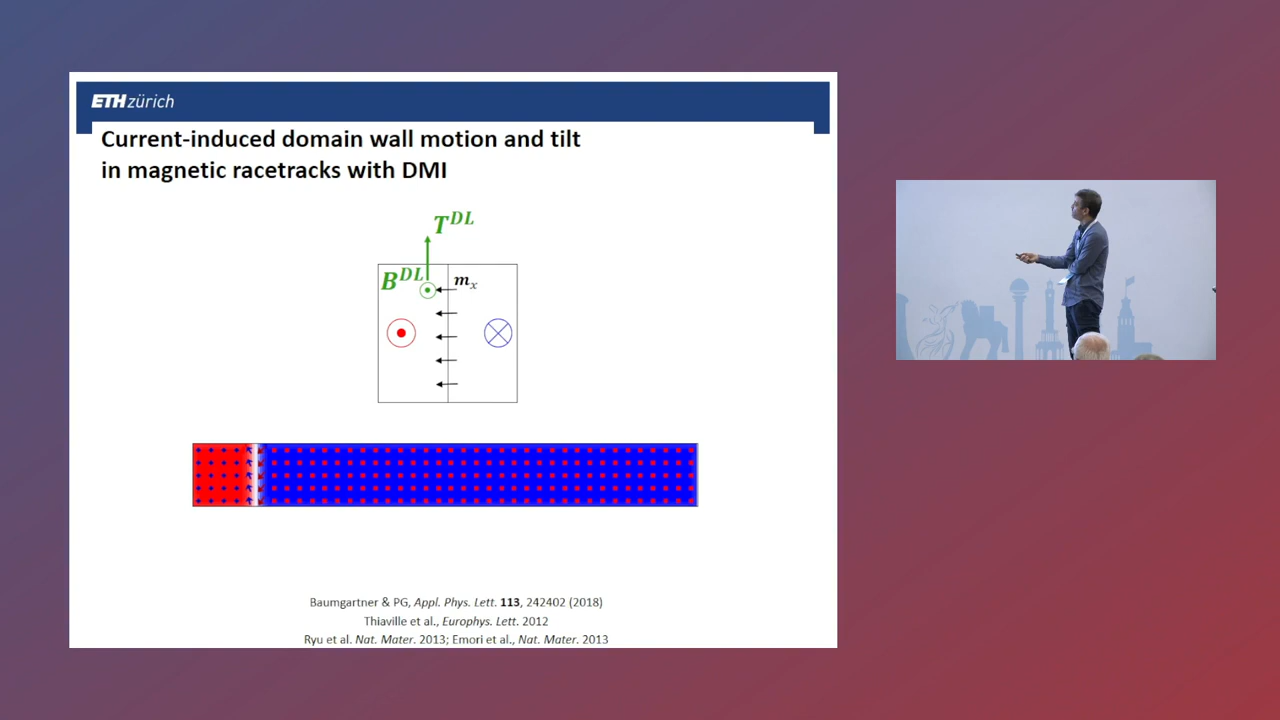 ETH zürich
Current-induced domain wall motion and tilt
in magnetic racetracks with DMI
T^DL
B^DL
m_x
Baumgartner & PG, Appl. Phys. Lett. 113, 242402 (2018)
Thiaville et al., Europhys. Lett. 2012
Ryu et al. Nat. Mater. 2013; Emori et al., Nat. Mater. 2013